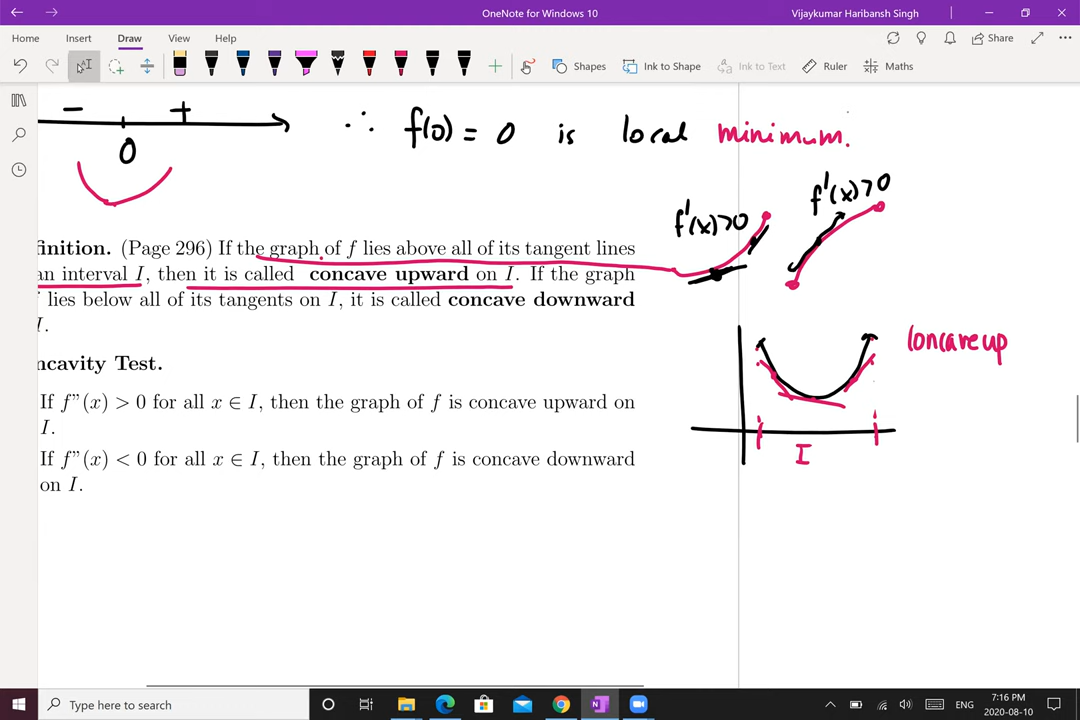 OneNote for Windows 10
Vijaykumar Haribansh Singh
Home Insert Draw View Help
Share
Shapes Ink to Shape Ink to Text Ruler Maths
− +
0
∴ f(0) = 0 is local minimum.
f'(x)>0 f'(x)>0
finition. (Page 296) If the graph of f lies above all of its tangent lines
an interval I, then it is called concave upward on I. If the graph
lies below all of its tangents on I, it is called concave downward
I.
Concave up
I
ncavity Test.
If f”(x) > 0 for all x ∈ I, then the graph of f is concave upward on
I.
If f”(x) < 0 for all x ∈ I, then the graph of f is concave downward
on I.
Type here to search
ENG
7:16 PM
2020-08-10